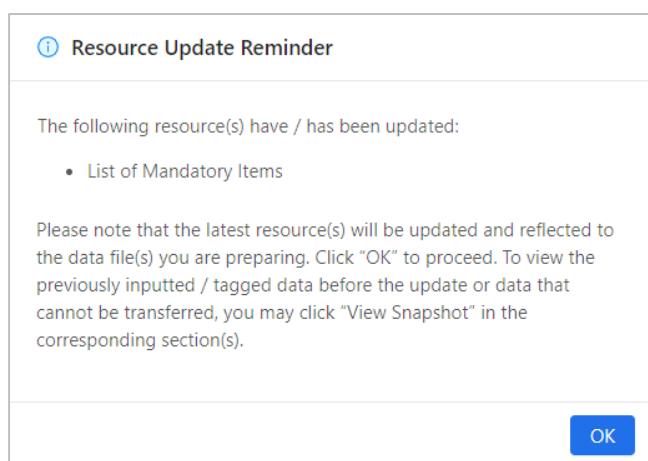 Resource Update Reminder
The following resource(s) have / has been updated:
• List of Mandatory Items
Please note that the latest resource(s) will be updated and reflected to
the data file(s) you are preparing. Click “OK” to proceed. To view the
previously inputted / tagged data before the update or data that
cannot be transferred, you may click “View Snapshot” in the
corresponding section(s).
OK